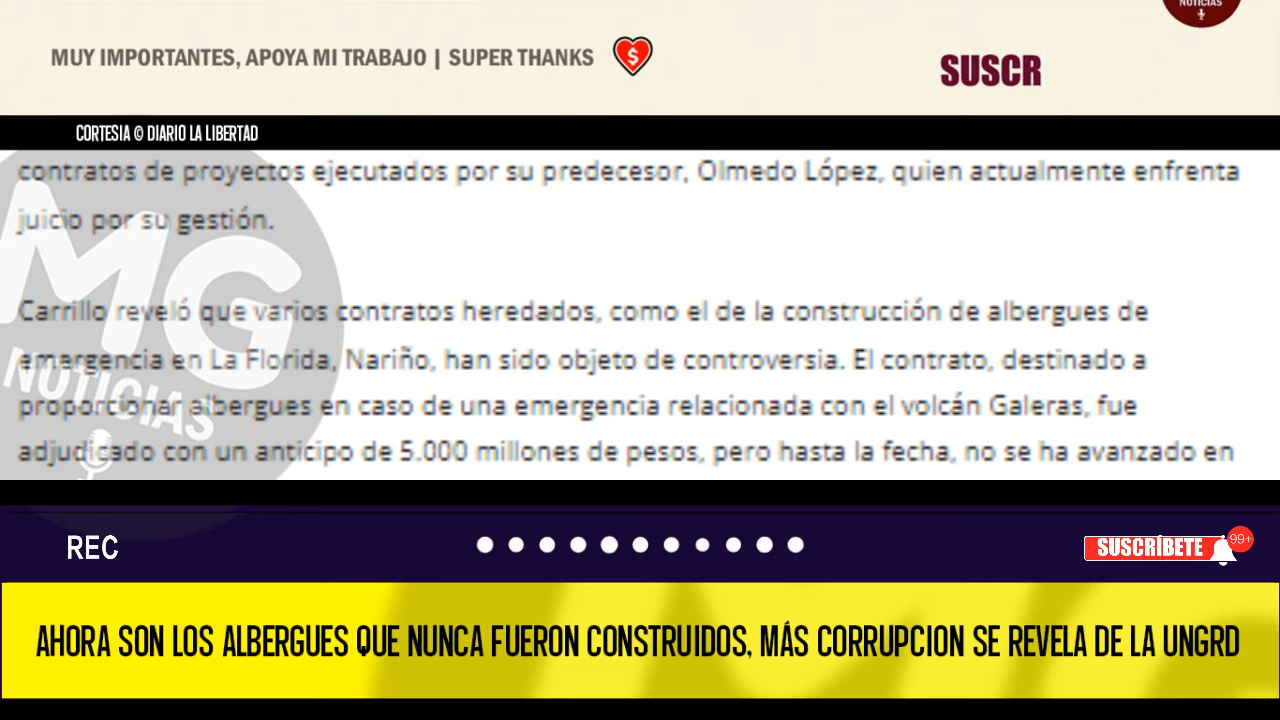 NOTICIAS
MUY IMPORTANTES, APOYA MI TRABAJO | SUPER THANKS
$
SUSCR
CORTESIA © DIARIO LA LIBERTAD
contratos de proyectos ejecutados por su predecesor, Olmedo López, quien actualmente enfrenta
juicio por su gestión.
Carrillo reveló que varios contratos heredados, como el de la construcción de albergues de
emergencia en La Florida, Nariño, han sido objeto de controversia. El contrato, destinado a
proporcionar albergues en caso de una emergencia relacionada con el volcán Galeras, fue
adjudicado con un anticipo de 5.000 millones de pesos, pero hasta la fecha, no se ha avanzado en
MG
NOTICIAS
REC
SUSCRÍBETE
99+
AHORA SON LOS ALBERGUES QUE NUNCA FUERON CONSTRUIDOS, MÁS CORRUPCION SE REVELA DE LA UNGRD